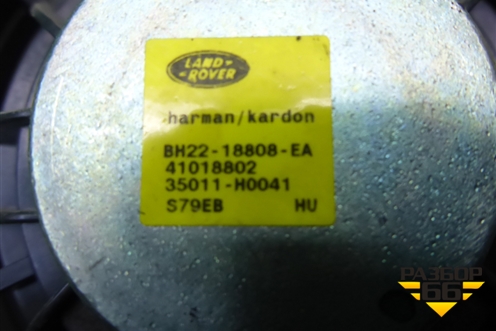 LAND
ROVER
harman/kardon
BH22-18808-EA
41018802
35011-H0041
S79EB HU
РАЗБОР
66